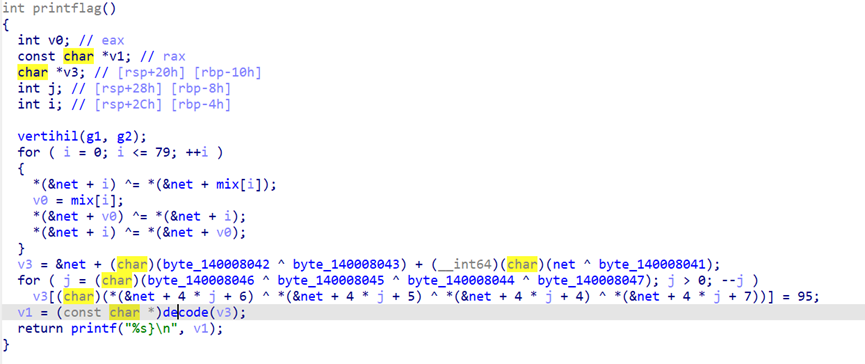 int printflag()
{
int v0; // eax
const char *v1; // rax
char *v3; // [rsp+20h] [rbp-10h]
int j; // [rsp+28h] [rbp-8h]
int i; // [rsp+2Ch] [rbp-4h]
vertihil(g1, g2);
for ( i = 0; i <= 79; ++i )
{
*(&net + i) ^= *(&net + mix[i]);
v0 = mix[i];
*(&net + v0) ^= *(&net + i);
*(&net + i) ^= *(&net + v0);
}
v3 = &net + (char)(byte_140008042 ^ byte_140008043) + (__int64)(char)(net ^ byte_140008041);
for ( j = (char)(byte_140008046 ^ byte_140008045 ^ byte_140008044 ^ byte_140008047); j > 0; --j )
v3[(char)(*(&net + 4 * j + 6) ^ *(&net + 4 * j + 5) ^ *(&net + 4 * j + 4) ^ *(&net + 4 * j + 7))] = 95;
v1 = (const char *)decode(v3);
return printf("%s}\n", v1);
}